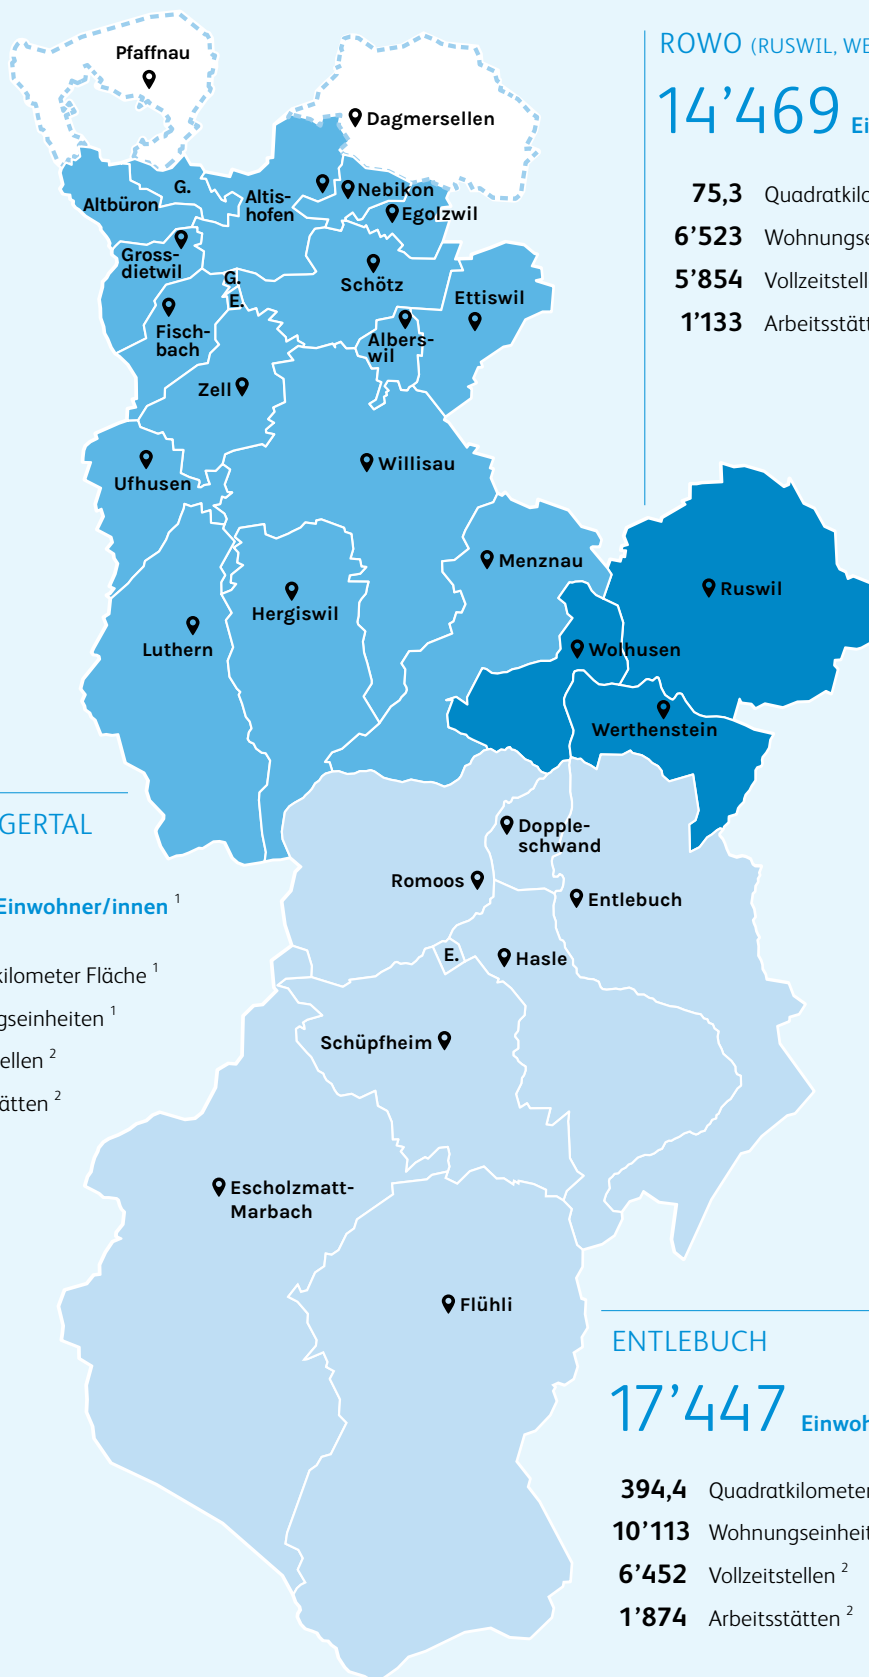 Pfaffnau
Dagmersellen
G.
Altbüron
Altis-
hofen
Nebikon
Egolzwil
Gross-
dietwil
G.
E.
Schötz
Ettiswil
Fisch-
bach
Albers-
wil
Zell
Willisau
Ufhusen
Menznau
Hergiswil
Luthern
Ruswil
Wolhusen
Werthenstein
Dopple-
schwand
Romoos
Entlebuch
E.
Hasle
Schüpfheim
Escholzmatt-
Marbach
Flühli
ROWO (RUSWIL, WE
14’469 Ei
75,3 Quadratkilo
6’523 Wohnungse
5’854 Vollzeitstell
1’133 Arbeitsstätt
GERTAL
Einwohner/innen 1
kilometer Fläche 1
gseinheiten 1
ellen 2
ätten 2
ENTLEBUCH
17’447 Einwoh
394,4 Quadratkilometer
10’113 Wohnungseinheit
6’452 Vollzeitstellen 2
1’874 Arbeitsstätten 2